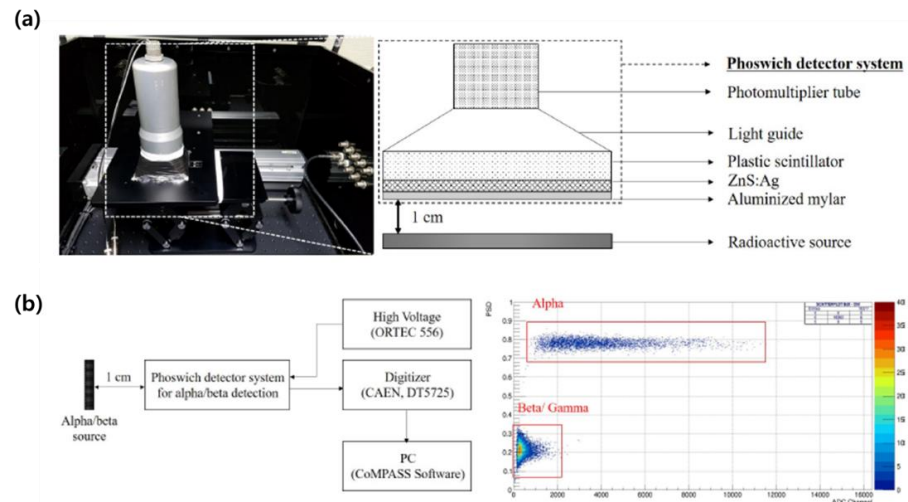 (a)
Phoswich detector system
Photomultiplier tube
Light guide
Plastic scintillator
ZnS:Ag
Aluminized mylar
1 cm
Radioactive source
(b)
High Voltage
(ORTEC 556)
1 cm
Phoswich detector system
for alpha/beta detection
Digitizer
(CAEN, DT5725)
Alpha/beta
source
PC
(CoMPASS Software)
PSD
Alpha
Beta/ Gamma
1
0.9
0.8
0.7
0.6
0.5
0.4
0.3
0.2
0.1
0
0
2000
4000
6000
8000
10000
12000
14000
16000
ADC Channel
40
35
30
25
20
15
10
5
0